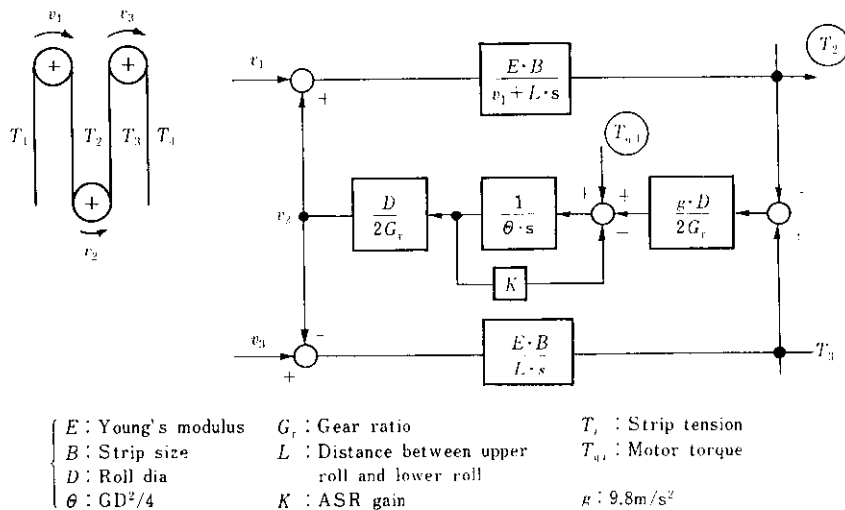 v₁ v₃
T₁ T₂ T₃ T₄
v₂
v₁
+
E·B
v₁+L·s
T₂
v₂
D
2Gᵣ
1
θ·s
+ + −
g·D
2Gᵣ
K
v₃
−
+
E·B
L·s
T₃
E : Young's modulus
B : Strip size
D : Roll dia
θ : GD²/4
Gᵣ : Gear ratio
L : Distance between upper
roll and lower roll
K : ASR gain
Tᵢ : Strip tension
T_qi : Motor torque
g : 9.8m/s²